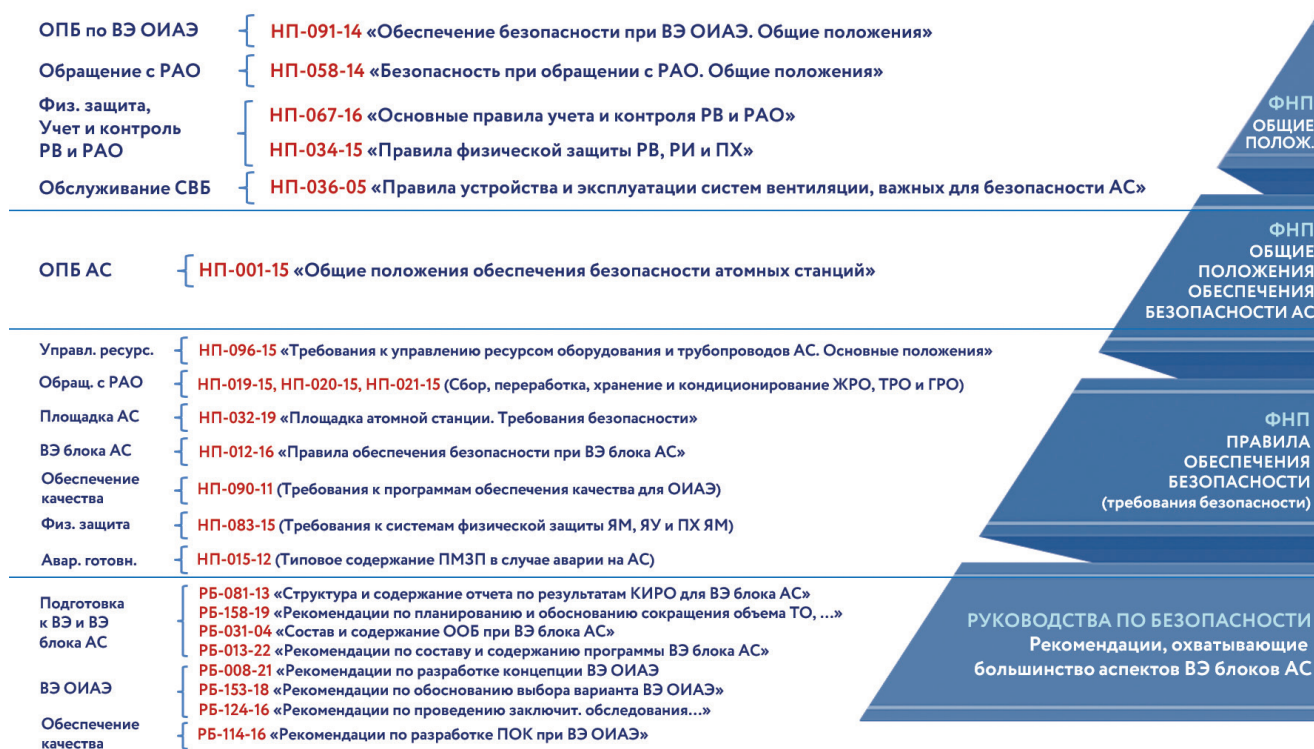 ОПБ по ВЭ ОИАЭ
НП-091-14 «Обеспечение безопасности при ВЭ ОИАЭ. Общие положения»
Обращение с РАО
НП-058-14 «Безопасность при обращении с РАО. Общие положения»
Физ. защита,
Учет и контроль
РВ и РАО
НП-067-16 «Основные правила учета и контроля РВ и РАО»
НП-034-15 «Правила физической защиты РВ, РИ и ПХ»
Обслуживание СВБ
НП-036-05 «Правила устройства и эксплуатации систем вентиляции, важных для безопасности АС»
ФНП
ОБЩИЕ
ПОЛОЖ.
ОПБ АС
НП-001-15 «Общие положения обеспечения безопасности атомных станций»
ФНП
ОБЩИЕ
ПОЛОЖЕНИЯ
ОБЕСПЕЧЕНИЯ
БЕЗОПАСНОСТИ АС
Управл. ресурс.
НП-096-15 «Требования к управлению ресурсом оборудования и трубопроводов АС. Основные положения»
Обращ. с РАО
НП-019-15, НП-020-15, НП-021-15 (Сбор, переработка, хранение и кондиционирование ЖРО, ТРО и ГРО)
Площадка АС
НП-032-19 «Площадка атомной станции. Требования безопасности»
ВЭ блока АС
НП-012-16 «Правила обеспечения безопасности при ВЭ блока АС»
Обеспечение
качества
НП-090-11 (Требования к программам обеспечения качества для ОИАЭ)
Физ. защита
НП-083-15 (Требования к системам физической защиты ЯМ, ЯУ и ПХ ЯМ)
Авар. готовн.
НП-015-12 (Типовое содержание ПМЗП в случае аварии на АС)
ФНП
ПРАВИЛА
ОБЕСПЕЧЕНИЯ
БЕЗОПАСНОСТИ
(требования безопасности)
Подготовка
к ВЭ и ВЭ
блока АС
РБ-081-13 «Структура и содержание отчета по результатам КИРО для ВЭ блока АС»
РБ-158-19 «Рекомендации по планированию и обоснованию сокращения объема ТО, ...»
РБ-031-04 «Состав и содержание ООБ при ВЭ блока АС»
РБ-013-22 «Рекомендации по составу и содержанию программы ВЭ блока АС»
ВЭ ОИАЭ
РБ-008-21 «Рекомендации по разработке концепции ВЭ ОИАЭ
РБ-153-18 «Рекомендации по обоснованию выбора варианта ВЭ ОИАЭ»
РБ-124-16 «Рекомендации по проведению заключит. обследования...»
Обеспечение
качества
РБ-114-16 «Рекомендации по разработке ПОК при ВЭ ОИАЭ»
РУКОВОДСТВА ПО БЕЗОПАСНОСТИ
Рекомендации, охватывающие
большинство аспектов ВЭ блоков АС